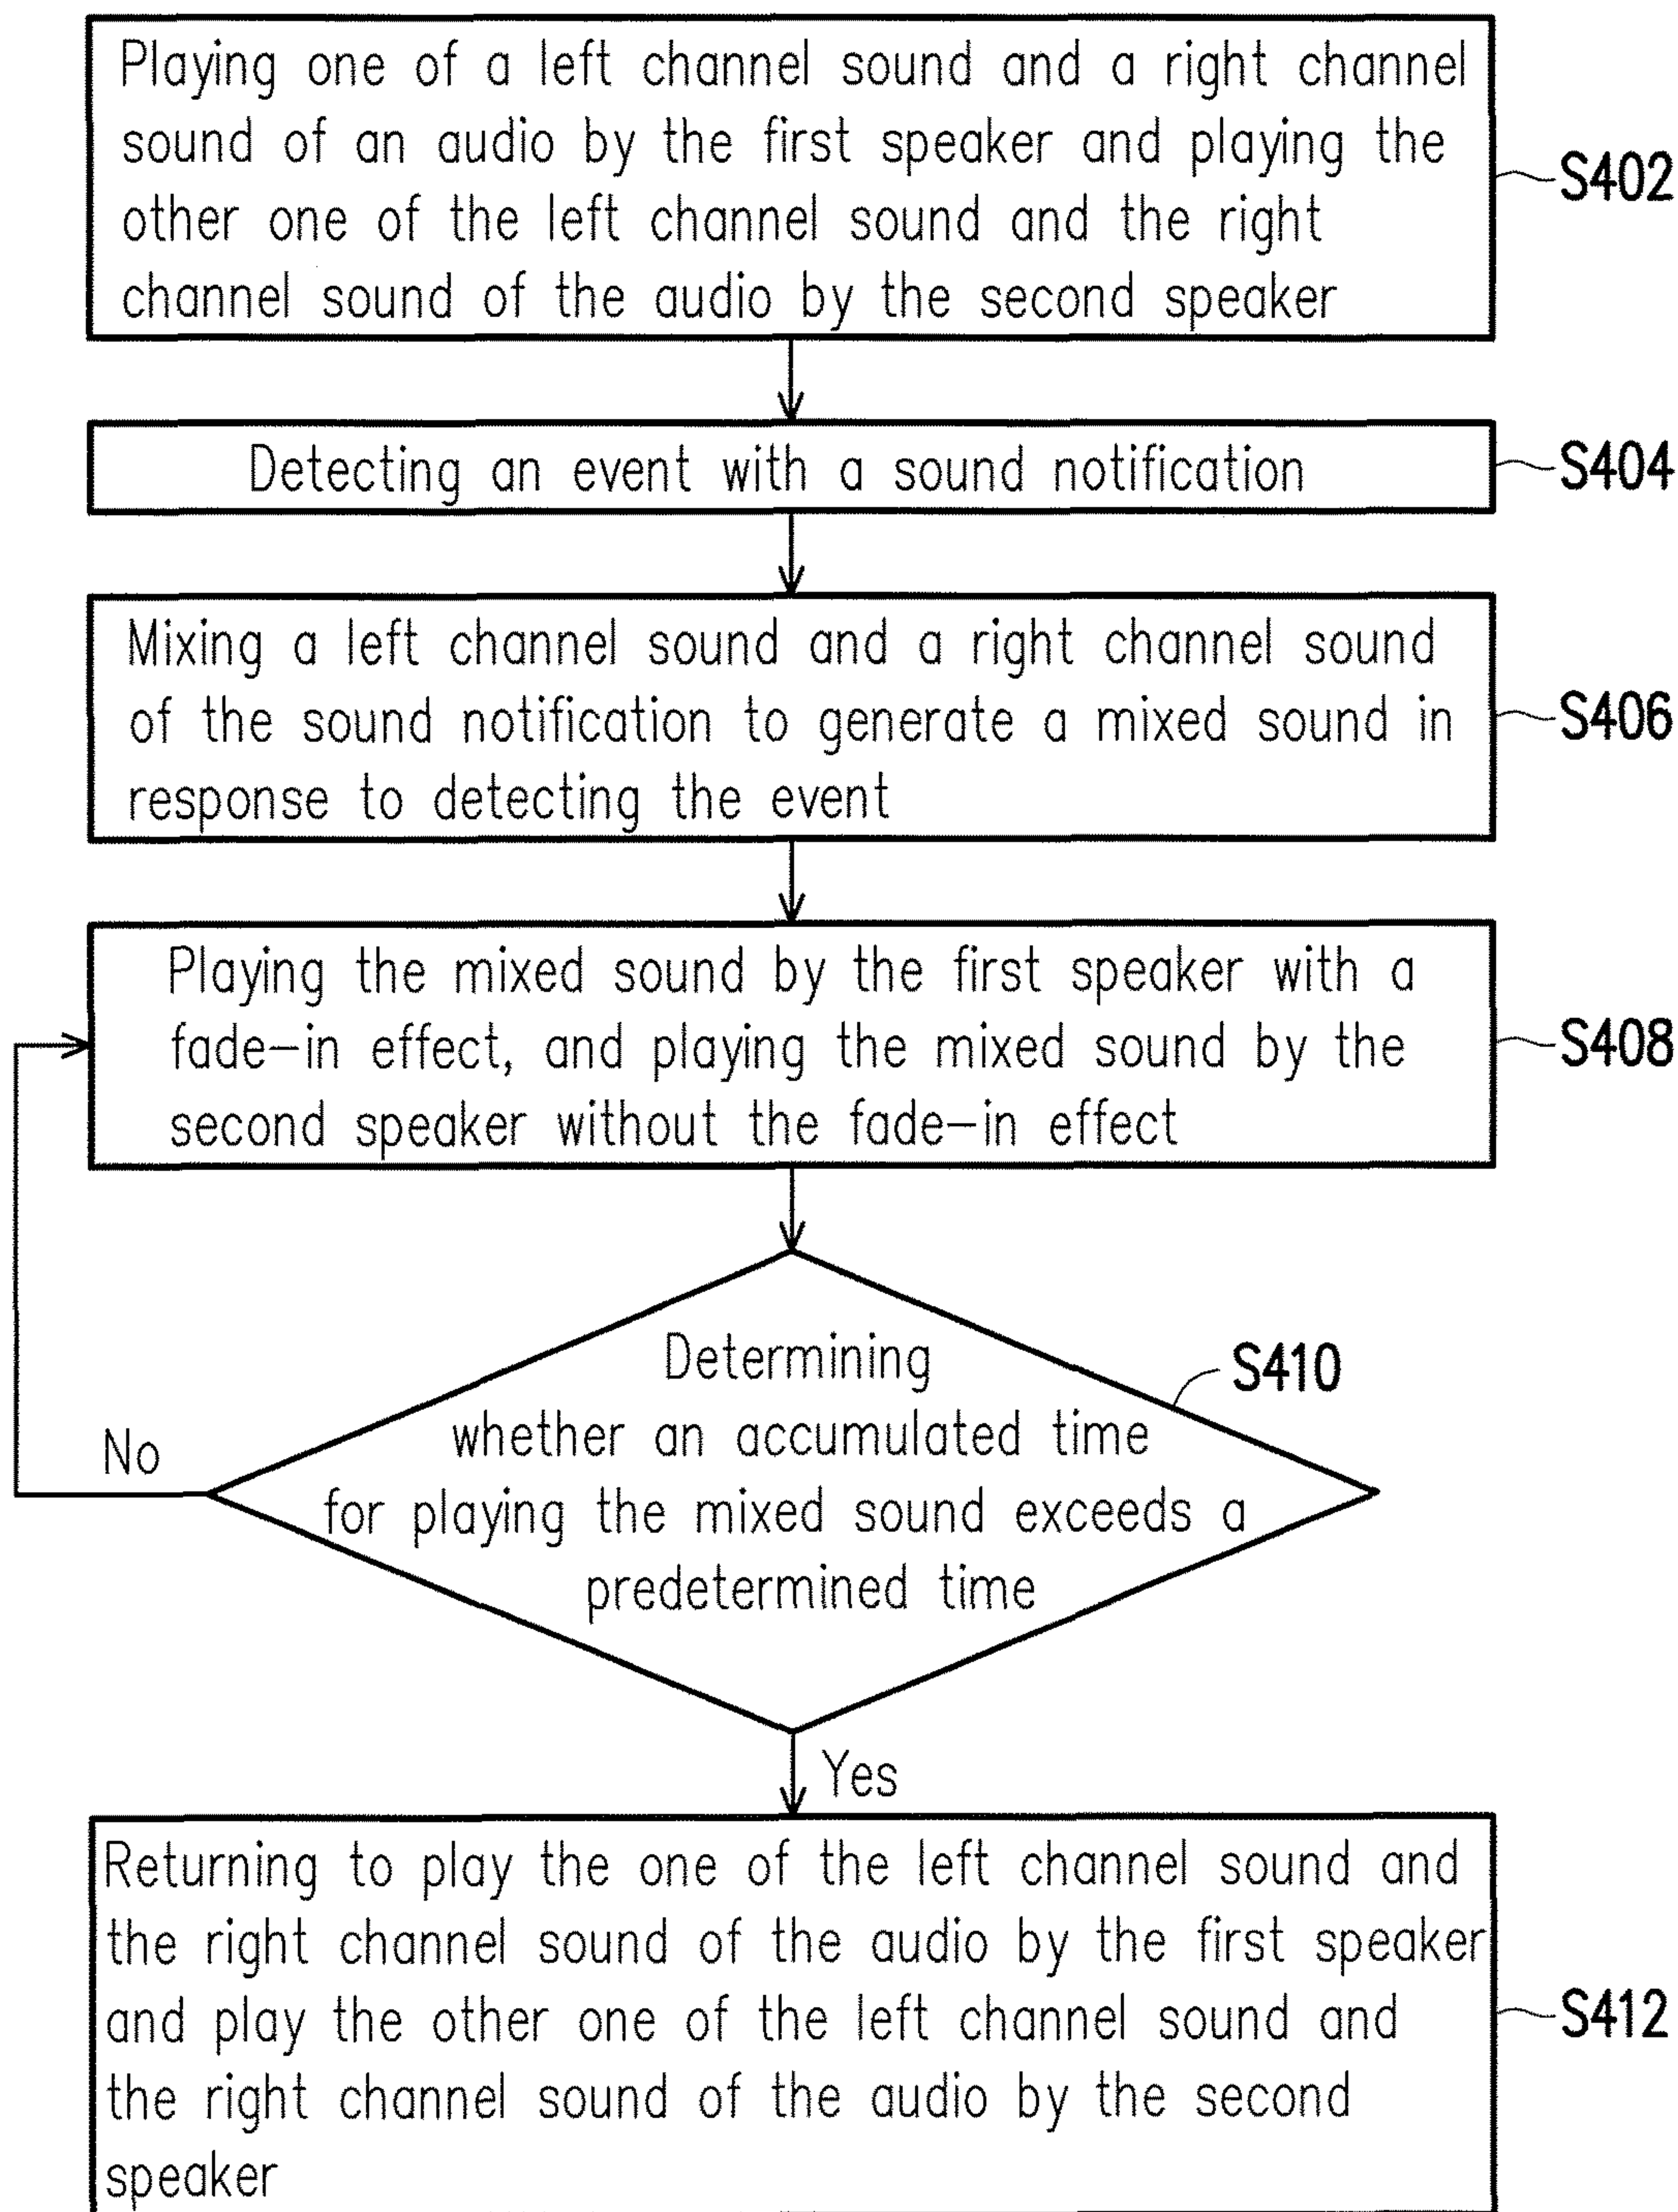 Playing one of a left channel sound and a right channel
sound of an audio by the first speaker and playing the
other one of the left channel sound and the right
channel sound of the audio by the second speaker
S402
Detecting an event with a sound notification
S404
Mixing a left channel sound and a right channel sound
of the sound notification to generate a mixed sound in
response to detecting the event
S406
Playing the mixed sound by the first speaker with a
fade-in effect, and playing the mixed sound by the
second speaker without the fade-in effect
S408
Determining
whether an accumulated time
for playing the mixed sound exceeds a
predetermined time
S410
No
Yes
Returning to play the one of the left channel sound and
the right channel sound of the audio by the first speaker
and play the other one of the left channel sound and
the right channel sound of the audio by the second
speaker
S412